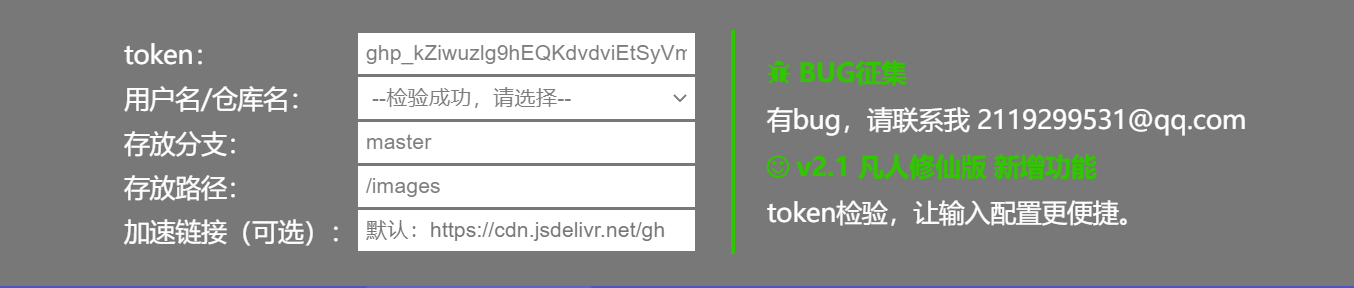 token：
ghp_kZiwuzlg9hEQKdvdviEtSyVm
用户名/仓库名：
--检验成功，请选择--
存放分支：
master
存放路径：
/images
加速链接（可选）：
默认：https://cdn.jsdelivr.net/gh
BUG征集
有bug，请联系我 2119299531@qq.com
v2.1 凡人修仙版 新增功能
token检验，让输入配置更便捷。